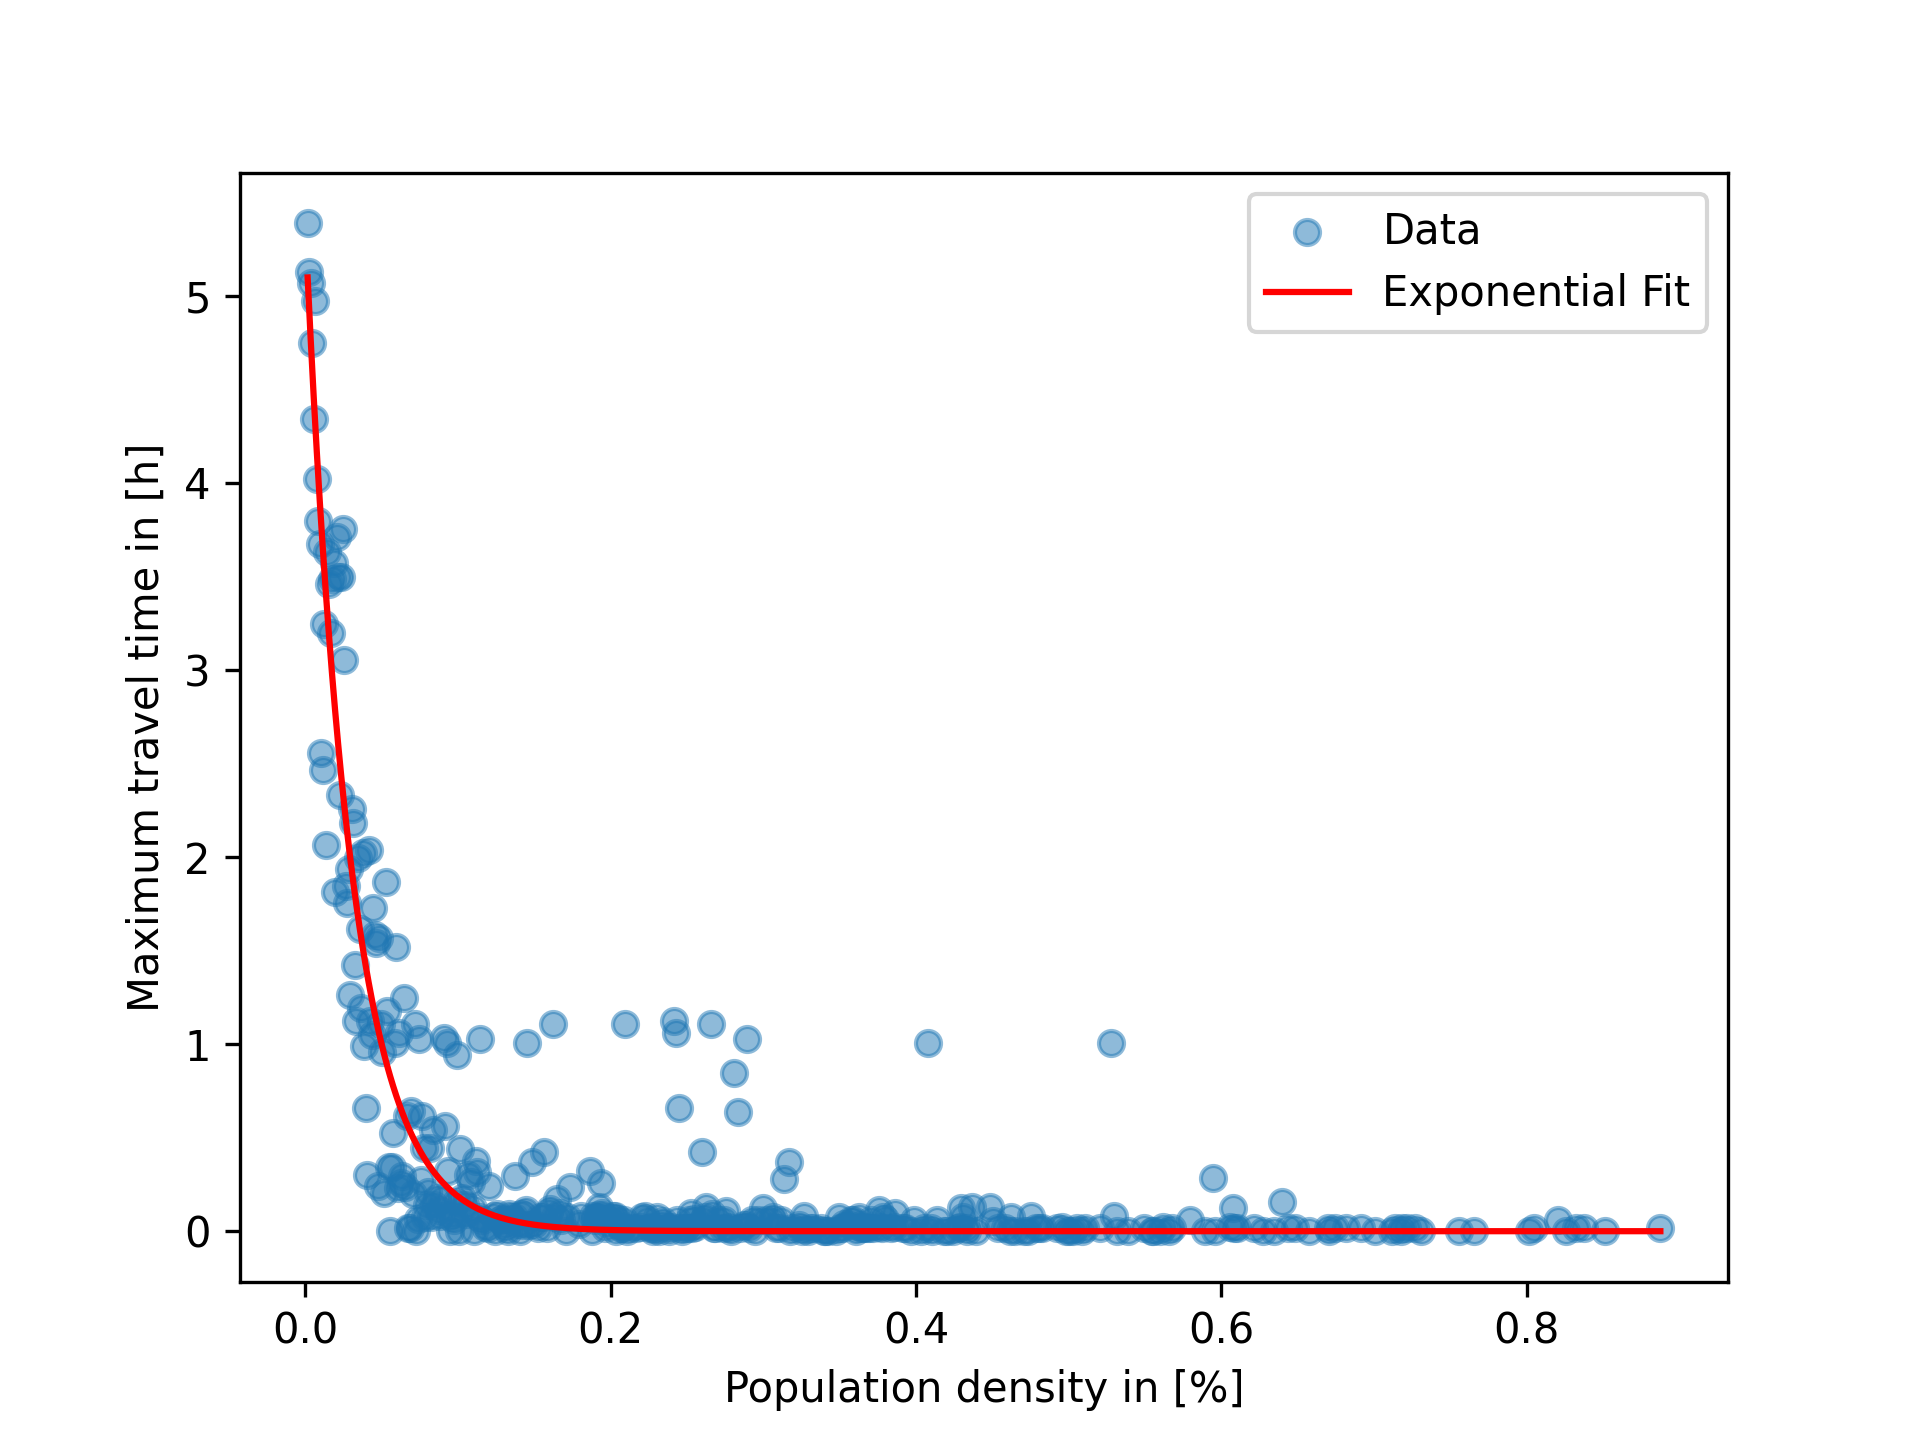 Data
Exponential Fit
5
4
3
2
1
0
Maximum travel time in [h]
0.0 0.2 0.4 0.6 0.8
Population density in [%]